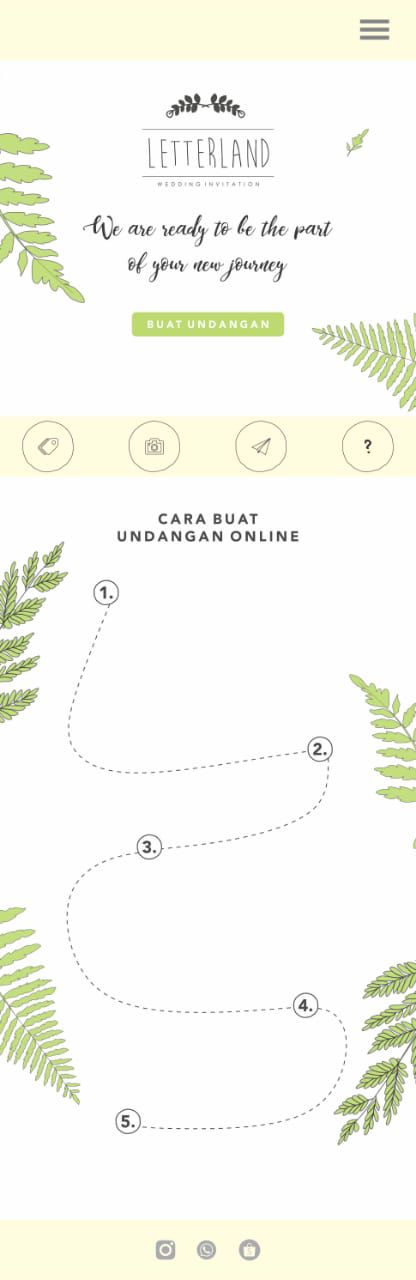 LETTERLAND
WEDDING INVITATION
We are ready to be the part
of your new journey
BUAT UNDANGAN
?
CARA BUAT
UNDANGAN ONLINE
1.
2.
3.
4.
5.